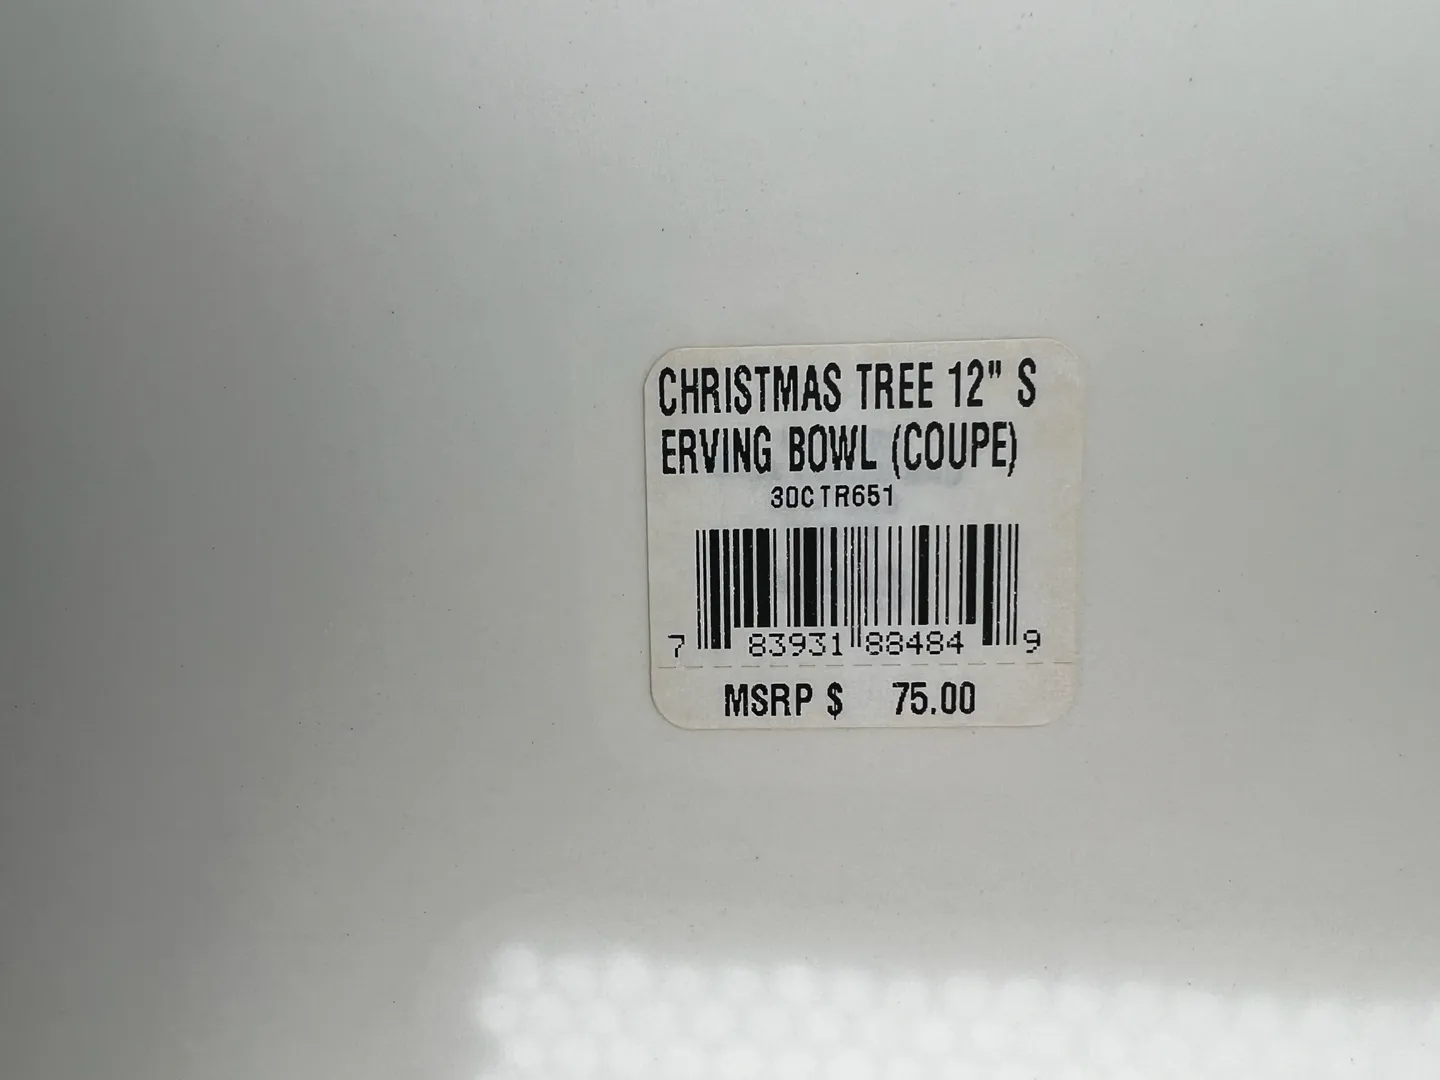 CHRISTMAS TREE 12" S
ERVING BOWL (COUPE)
30CTR651
7 83931 88484 9
MSRP $ 75.00